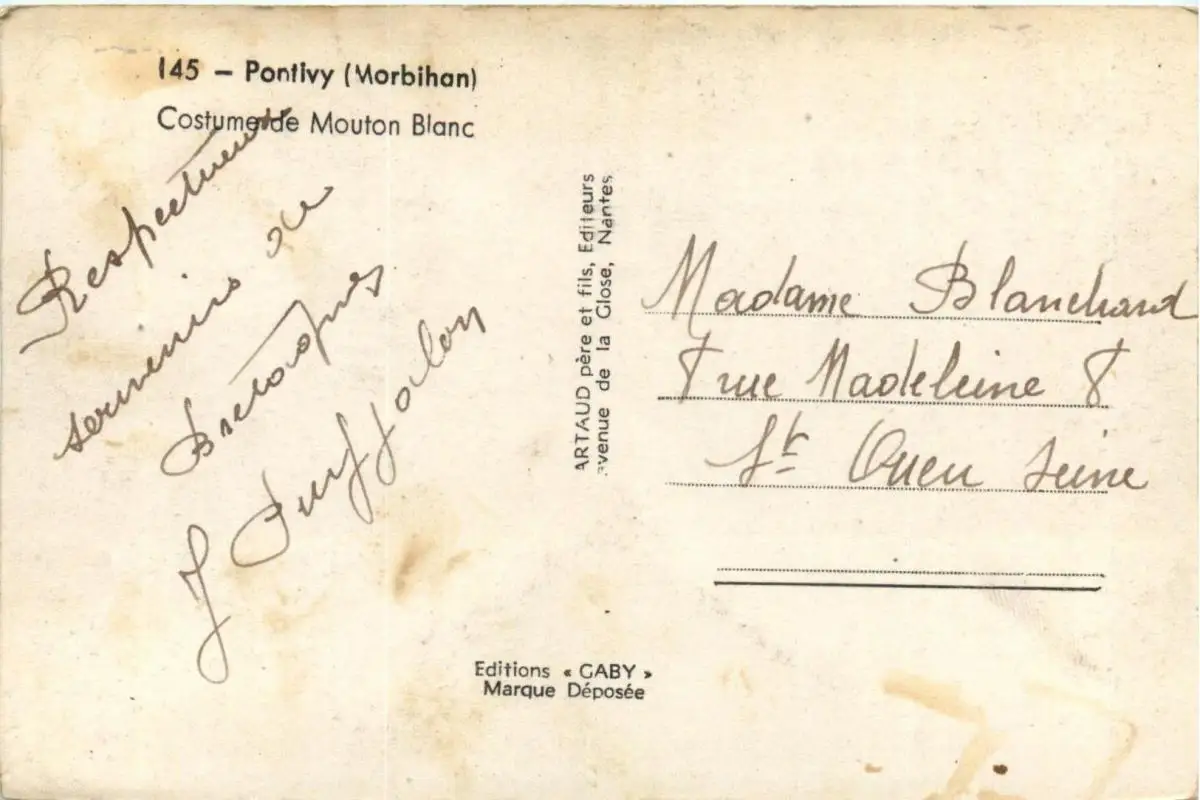 145 – Pontivy (Morbihan)
Costume de Mouton Blanc
Respectueux
souvenirs de
J
ARTAUD père et fils, Editeurs
avenue de la Close, Nantes
Madame Blanchard
8 rue Madeleine 8
St Ouen Seine
Editions « GABY »
Marque Déposée